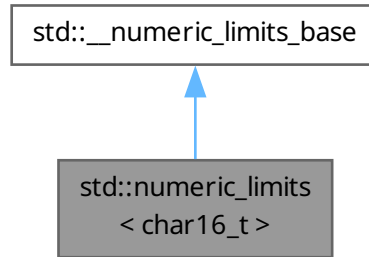 std::__numeric_limits_base
std::numeric_limits
< char16_t >